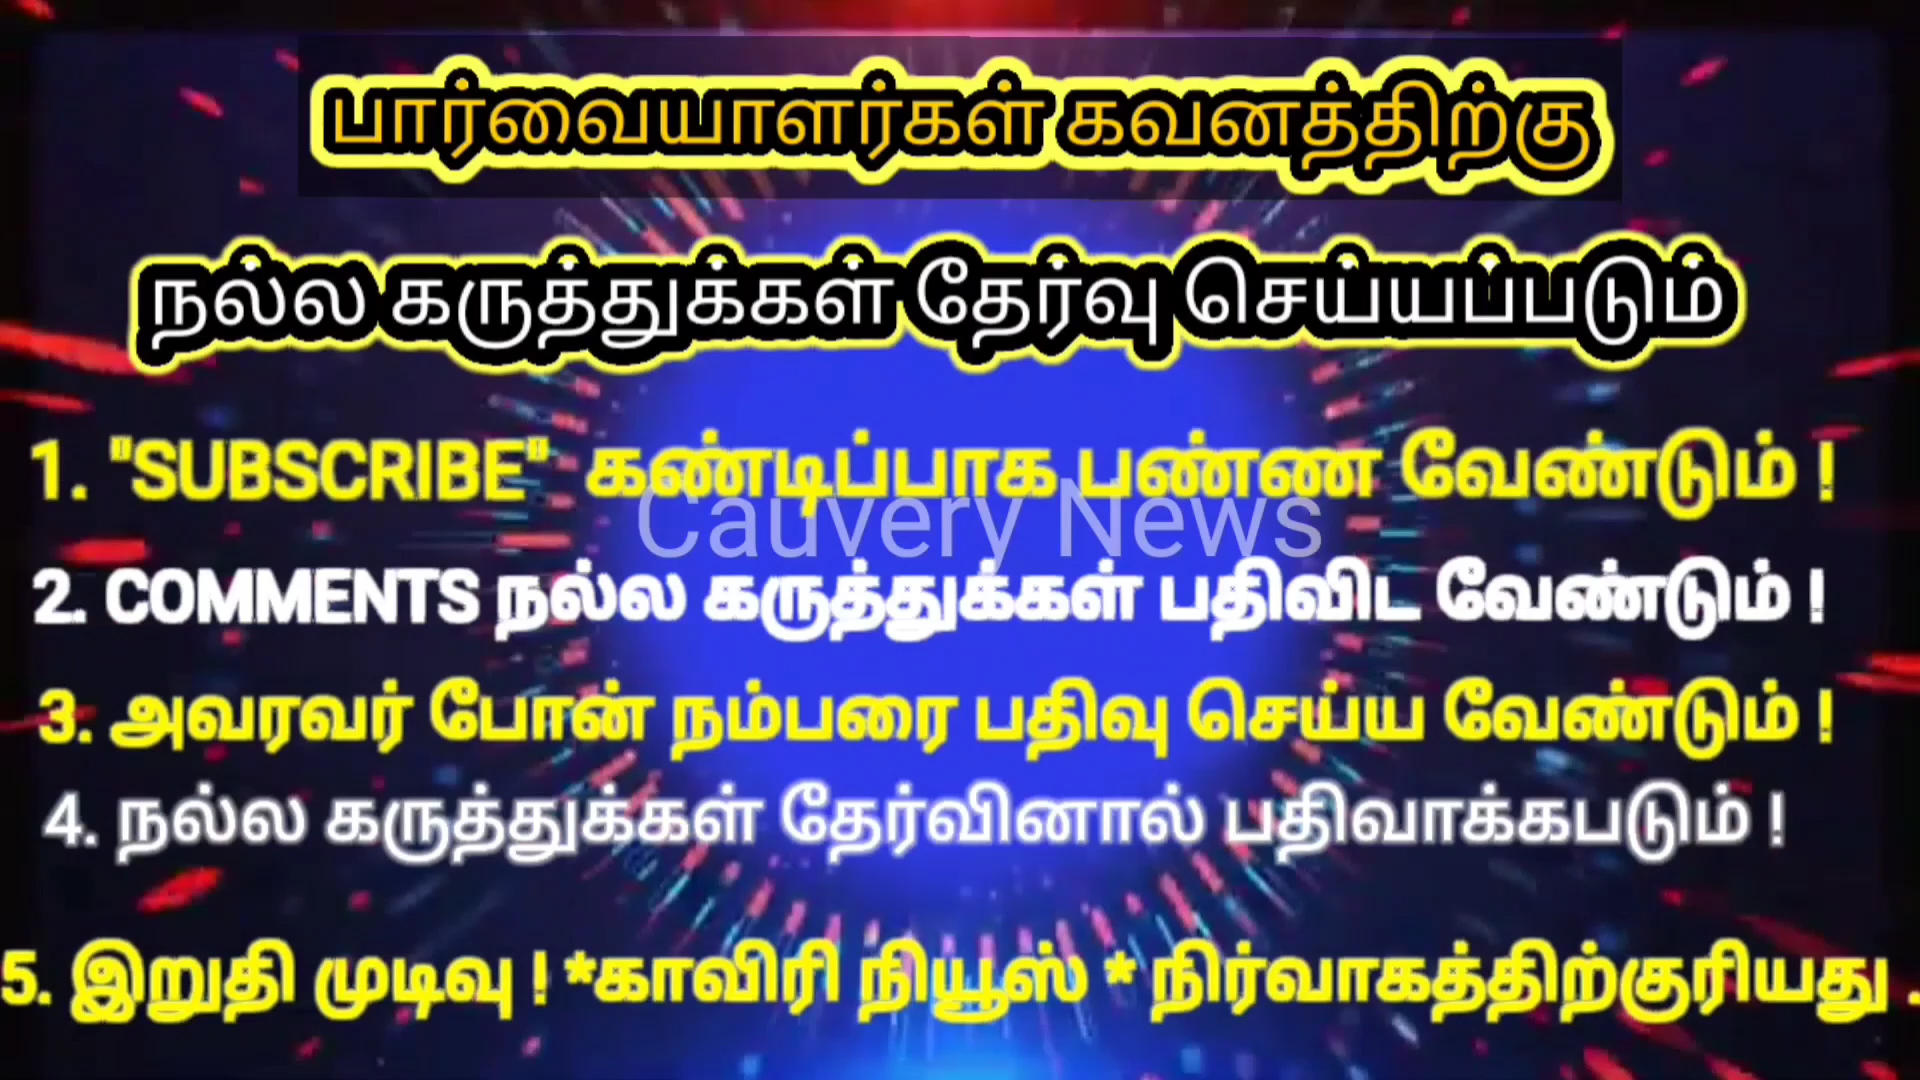 பார்வையாளர்கள் கவனத்திற்கு
நல்ல கருத்துக்கள் தேர்வு செய்யப்படும்
1. "SUBSCRIBE" கண்டிப்பாக பண்ண வேண்டும் !
Cauvery News
2. COMMENTS நல்ல கருத்துக்கள் பதிவிட வேண்டும் !
3. அவரவர் போன் நம்பரை பதிவு செய்ய வேண்டும் !
4. நல்ல கருத்துக்கள் தேர்வினால் பதிவாக்கபடும் !
5. இறுதி முடிவு ! *காவிரி நியூஸ் * நிர்வாகத்திற்குரியது .